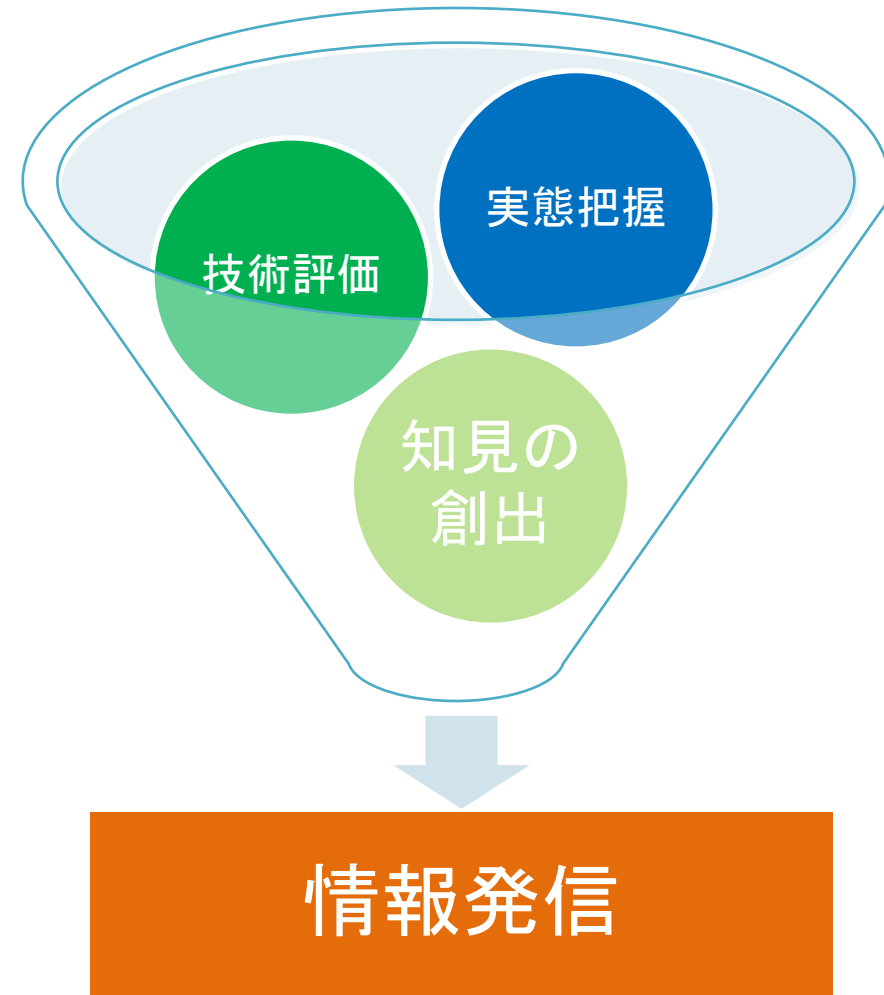 実態把握
技術評価
知見の
創出
情報発信